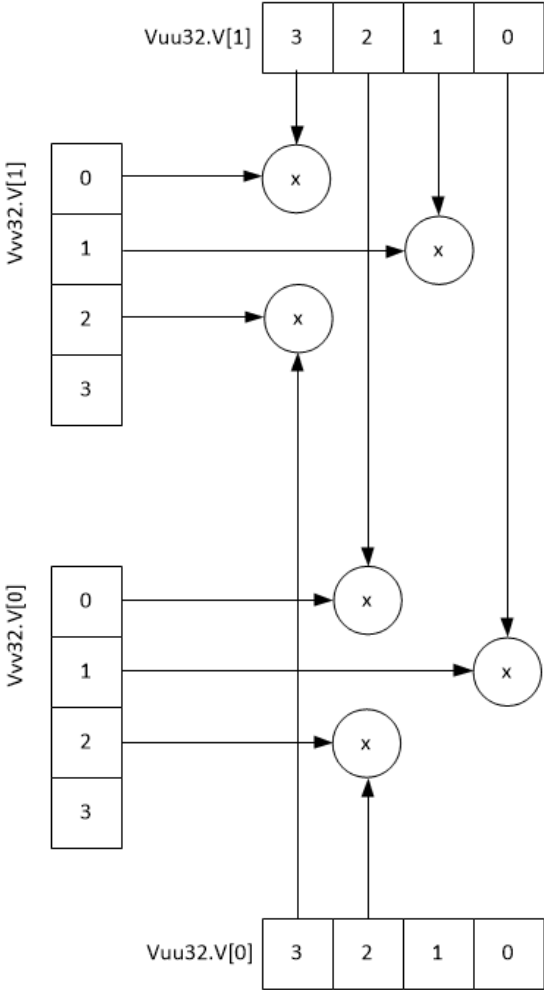 Vuu32.V[1] 3 2 1 0
Vvv32.V[1]
0 x
1 x
2 x
3
Vvv32.V[0]
0 x
1 x
2 x
3
Vuu32.V[0] 3 2 1 0